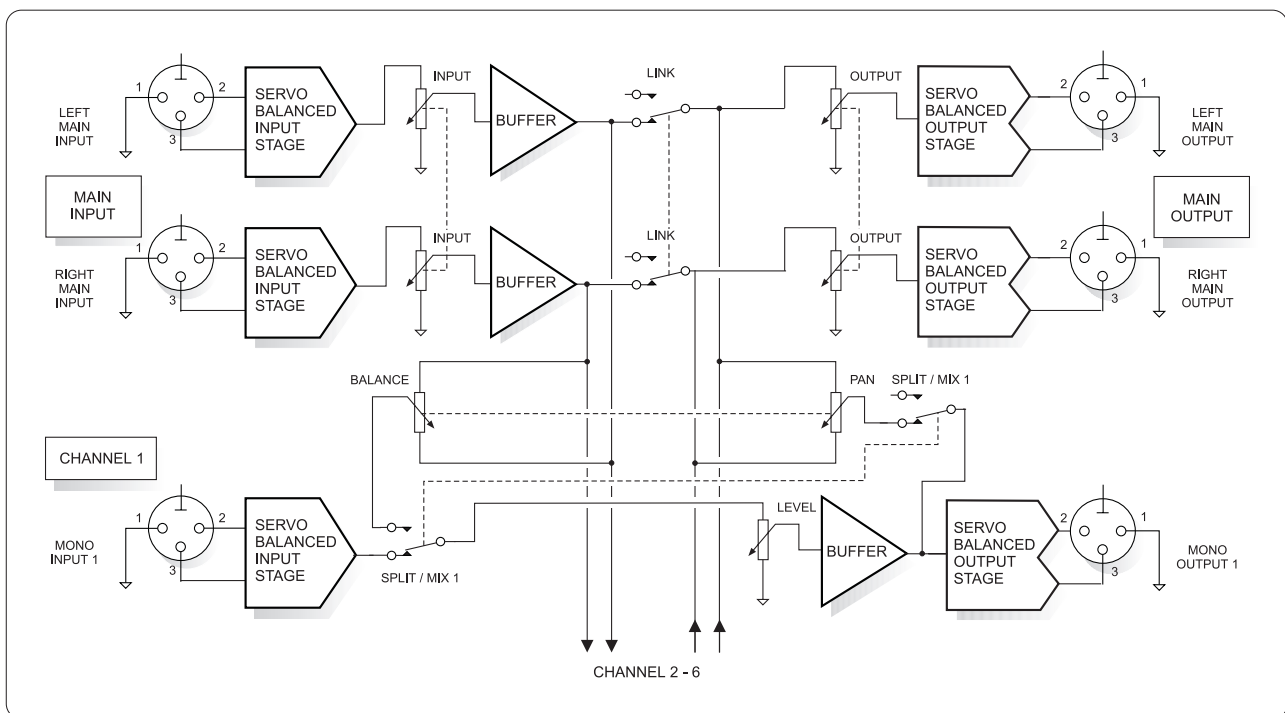 LEFT
MAIN
INPUT
1
2
3
SERVO
BALANCED
INPUT
STAGE
INPUT
BUFFER
LINK
OUTPUT
SERVO
BALANCED
OUTPUT
STAGE
2
1
3
LEFT
MAIN
OUTPUT
MAIN
INPUT
MAIN
OUTPUT
RIGHT
MAIN
INPUT
1
2
3
SERVO
BALANCED
INPUT
STAGE
INPUT
BUFFER
LINK
OUTPUT
SERVO
BALANCED
OUTPUT
STAGE
2
1
3
RIGHT
MAIN
OUTPUT
BALANCE
PAN
SPLIT / MIX 1
CHANNEL 1
MONO
INPUT 1
1
2
3
SERVO
BALANCED
INPUT
STAGE
SPLIT / MIX 1
LEVEL
BUFFER
SERVO
BALANCED
OUTPUT
STAGE
2
1
3
MONO
OUTPUT 1
CHANNEL 2 - 6